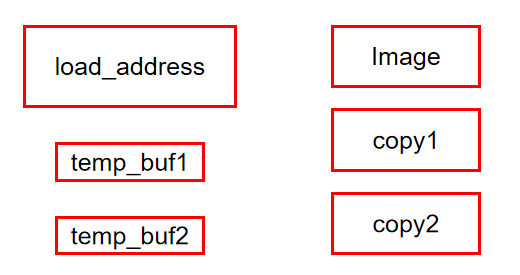 load_address
Image
temp_buf1
copy1
temp_buf2
copy2